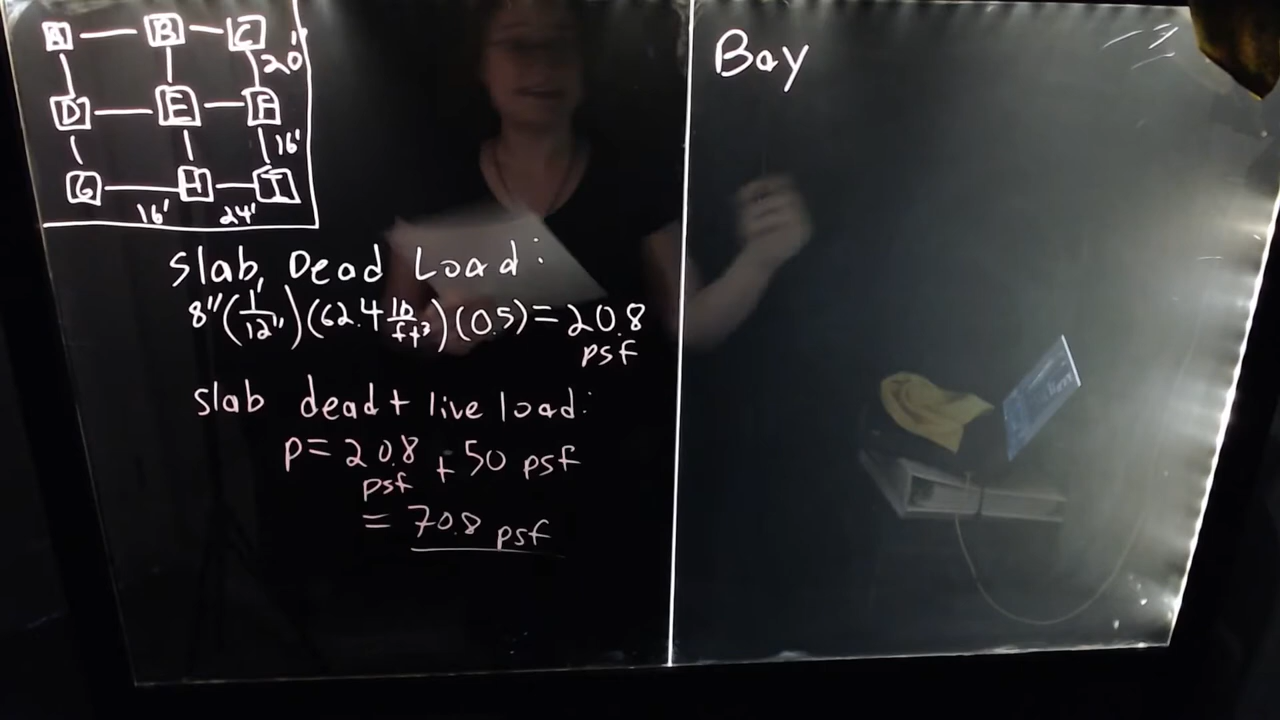 A B C
20'
D E F
16'
G H I
16' 24'
Slab Dead Load:
8"(1'/12")(62.4 lb/ft³)(0.5) = 20.8
psf
slab dead + live load:
P = 20.8 + 50 psf
psf
= 70.8 psf
Bay